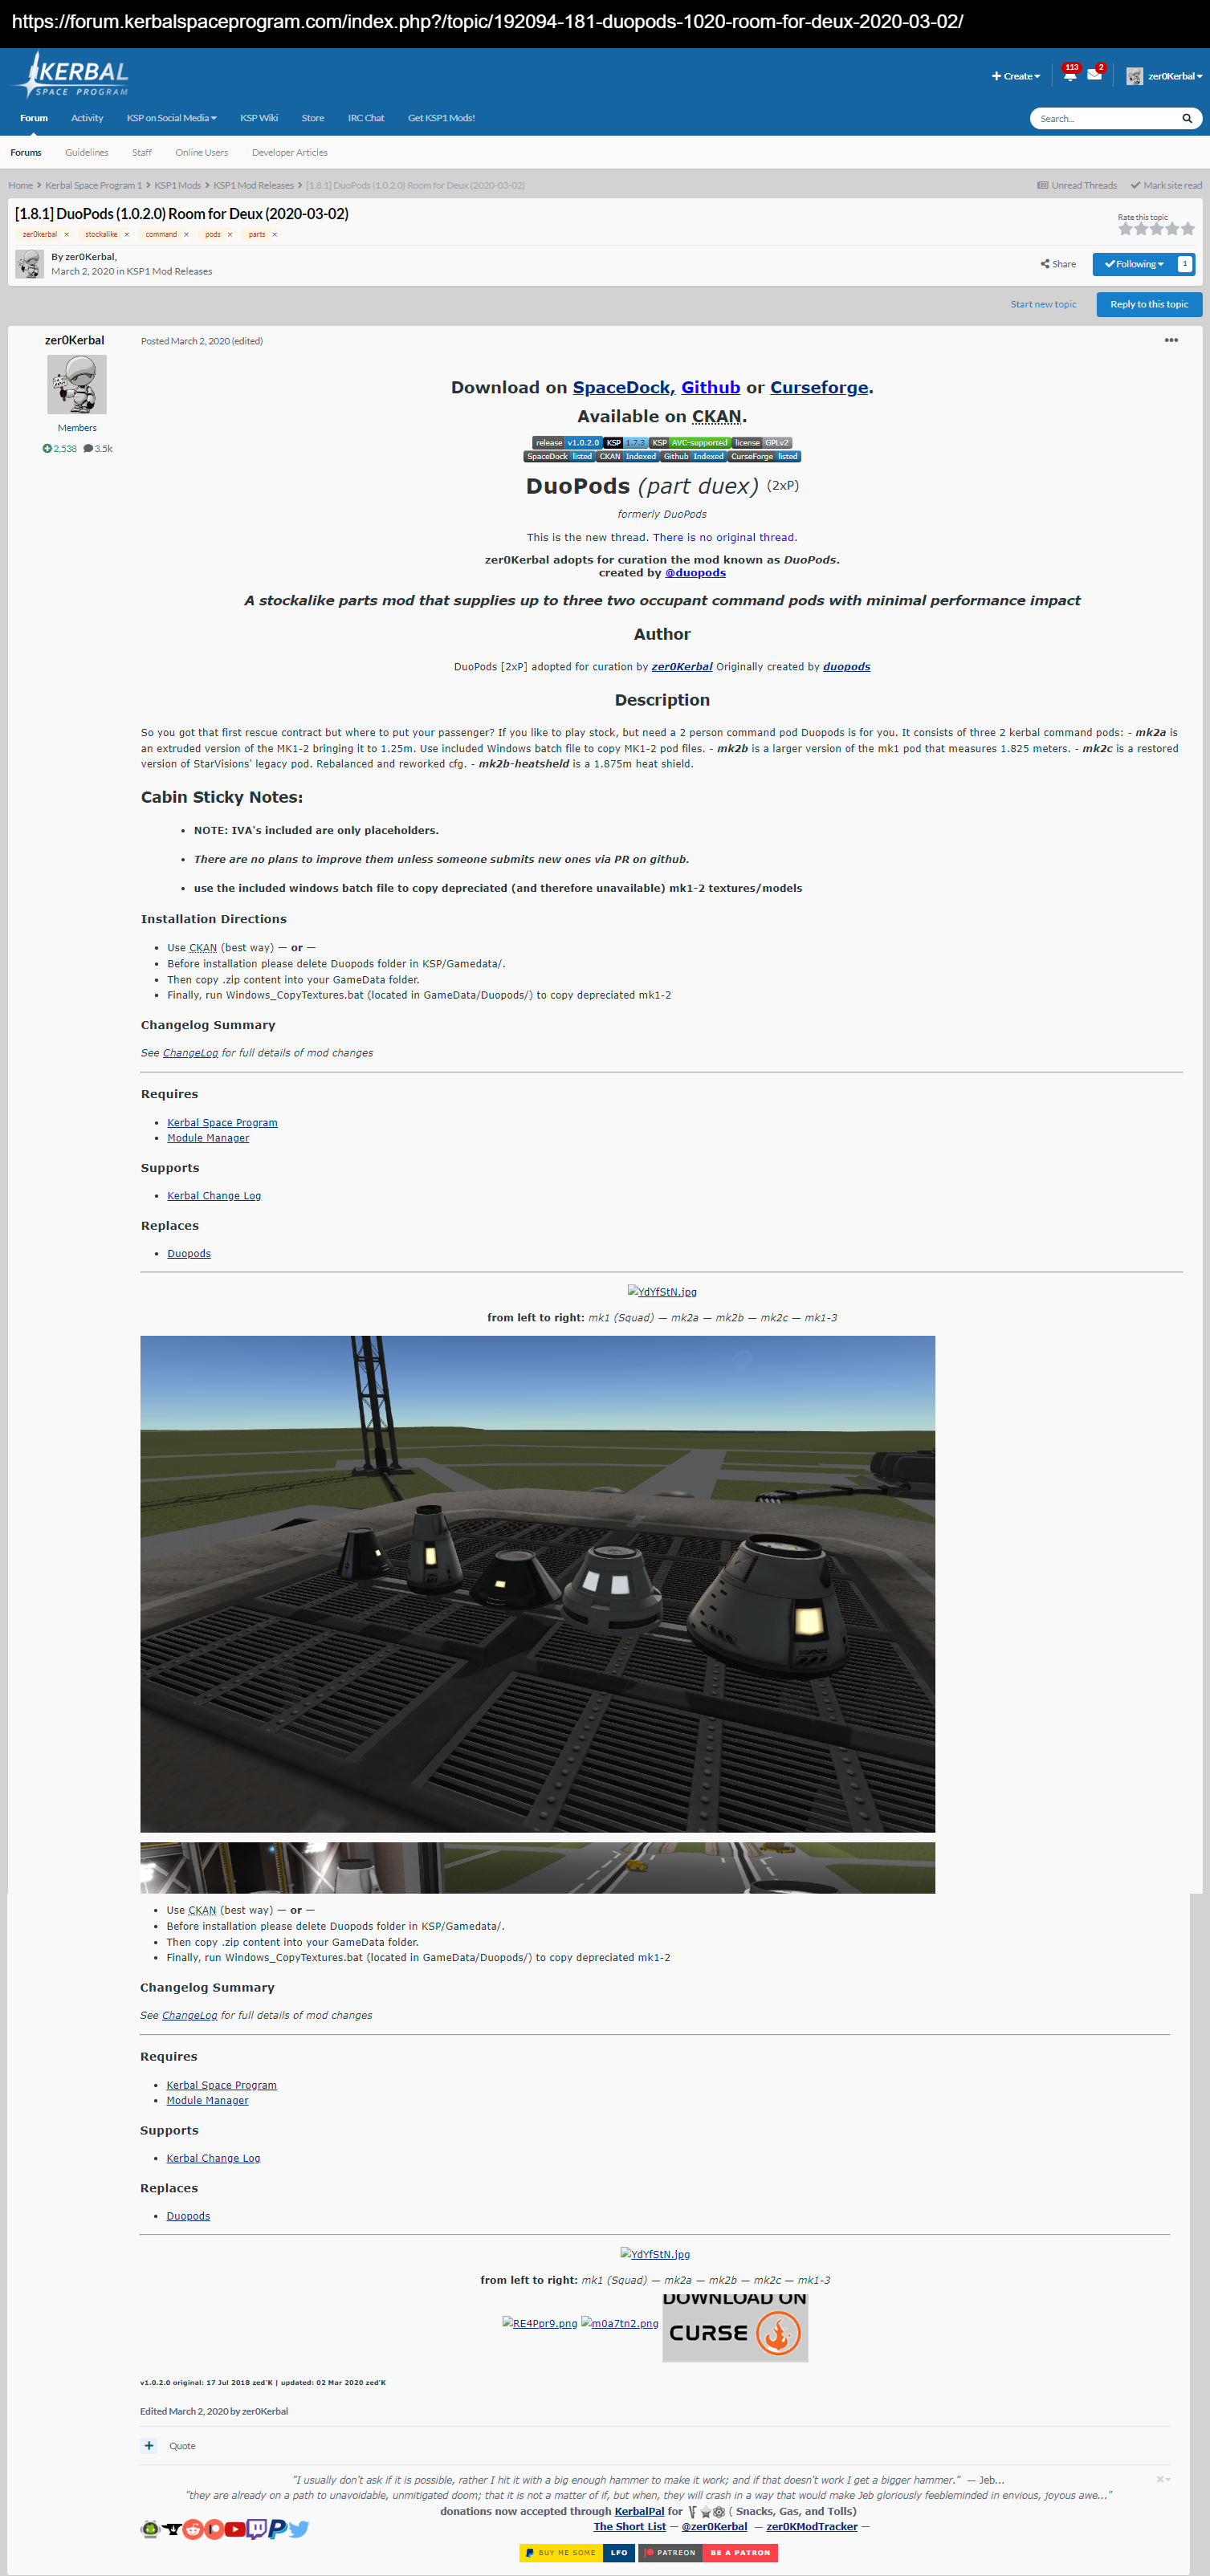 https://forum.kerbalspaceprogram.com/index.php?/topic/192094-181-duopods-1020-room-for-deux-2020-03-02/
KERBAL
SPACE PROGRAM
Create
113
2
zer0Kerbal
Forum Activity KSP on Social Media KSP Wiki Store IRC Chat Get KSP1 Mods!
Search...
Forums Guidelines Staff Online Users Developer Articles
Home > Kerbal Space Program 1 > KSP1 Mods > KSP1 Mod Releases > [1.8.1] DuoPods (1.0.2.0) Room for Deux (2020-03-02)
Unread Threads Mark site read
[1.8.1] DuoPods (1.0.2.0) Room for Deux (2020-03-02)
zer0kerbal × stockalike × command × pods × parts ×
Rate this topic
By zer0Kerbal,
March 2, 2020 in KSP1 Mod Releases
Share
Following 1
Start new topic
Reply to this topic
zer0Kerbal
Members
2,538 3.5k
Posted March 2, 2020 (edited)
Download on SpaceDock, Github or Curseforge.
Available on CKAN.
release v1.0.2.0 KSP 1.7.3 KSP AVC-supported license GPLv2
SpaceDock listed CKAN Indexed Github Indexed CurseForge listed
DuoPods (part duex) (2xP)
formerly DuoPods
This is the new thread. There is no original thread.
zer0Kerbal adopts for curation the mod known as DuoPods.
created by @duopods
A stockalike parts mod that supplies up to three two occupant command pods with minimal performance impact
Author
DuoPods [2xP] adopted for curation by zer0Kerbal Originally created by duopods
Description
So you got that first rescue contract but where to put your passenger? If you like to play stock, but need a 2 person command pod Duopods is for you. It consists of three 2 kerbal command pods: - mk2a is
an extruded version of the MK1-2 bringing it to 1.25m. Use included Windows batch file to copy MK1-2 pod files. - mk2b is a larger version of the mk1 pod that measures 1.825 meters. - mk2c is a restored
version of StarVisions' legacy pod. Rebalanced and reworked cfg. - mk2b-heatsheld is a 1.875m heat shield.
Cabin Sticky Notes:
• NOTE: IVA's included are only placeholders.
• There are no plans to improve them unless someone submits new ones via PR on github.
• use the included windows batch file to copy depreciated (and therefore unavailable) mk1-2 textures/models
Installation Directions
• Use CKAN (best way) — or —
• Before installation please delete Duopods folder in KSP/Gamedata/.
• Then copy .zip content into your GameData folder.
• Finally, run Windows_CopyTextures.bat (located in GameData/Duopods/) to copy depreciated mk1-2
Changelog Summary
See ChangeLog for full details of mod changes
Requires
• Kerbal Space Program
• Module Manager
Supports
• Kerbal Change Log
Replaces
• Duopods
YdYfStN.jpg
from left to right: mk1 (Squad) — mk2a — mk2b — mk2c — mk1-3
• Use CKAN (best way) — or —
• Before installation please delete Duopods folder in KSP/Gamedata/.
• Then copy .zip content into your GameData folder.
• Finally, run Windows_CopyTextures.bat (located in GameData/Duopods/) to copy depreciated mk1-2
Changelog Summary
See ChangeLog for full details of mod changes
Requires
• Kerbal Space Program
• Module Manager
Supports
• Kerbal Change Log
Replaces
• Duopods
YdYfStN.jpg
from left to right: mk1 (Squad) — mk2a — mk2b — mk2c — mk1-3
RE4Ppr9.png m0a7tn2.png DOWNLOAD ON
CURSE
v1.0.2.0 original: 17 Jul 2018 zed'K | updated: 02 Mar 2020 zed'K
Edited March 2, 2020 by zer0Kerbal
+ Quote
"I usually don't ask if it is possible, rather I hit it with a big enough hammer to make it work; and if that doesn't work I get a bigger hammer." — Jeb...
"they are already on a path to unavoidable, unmitigated doom; that it is not a matter of if, but when, they will crash in a way that would make Jeb gloriously feebleminded in envious, joyous awe..."
donations now accepted through KerbalPal for ( Snacks, Gas, and Tolls)
The Short List — @zer0Kerbal — zer0KModTracker —
BUY ME SOME LFO PATREON BE A PATRON